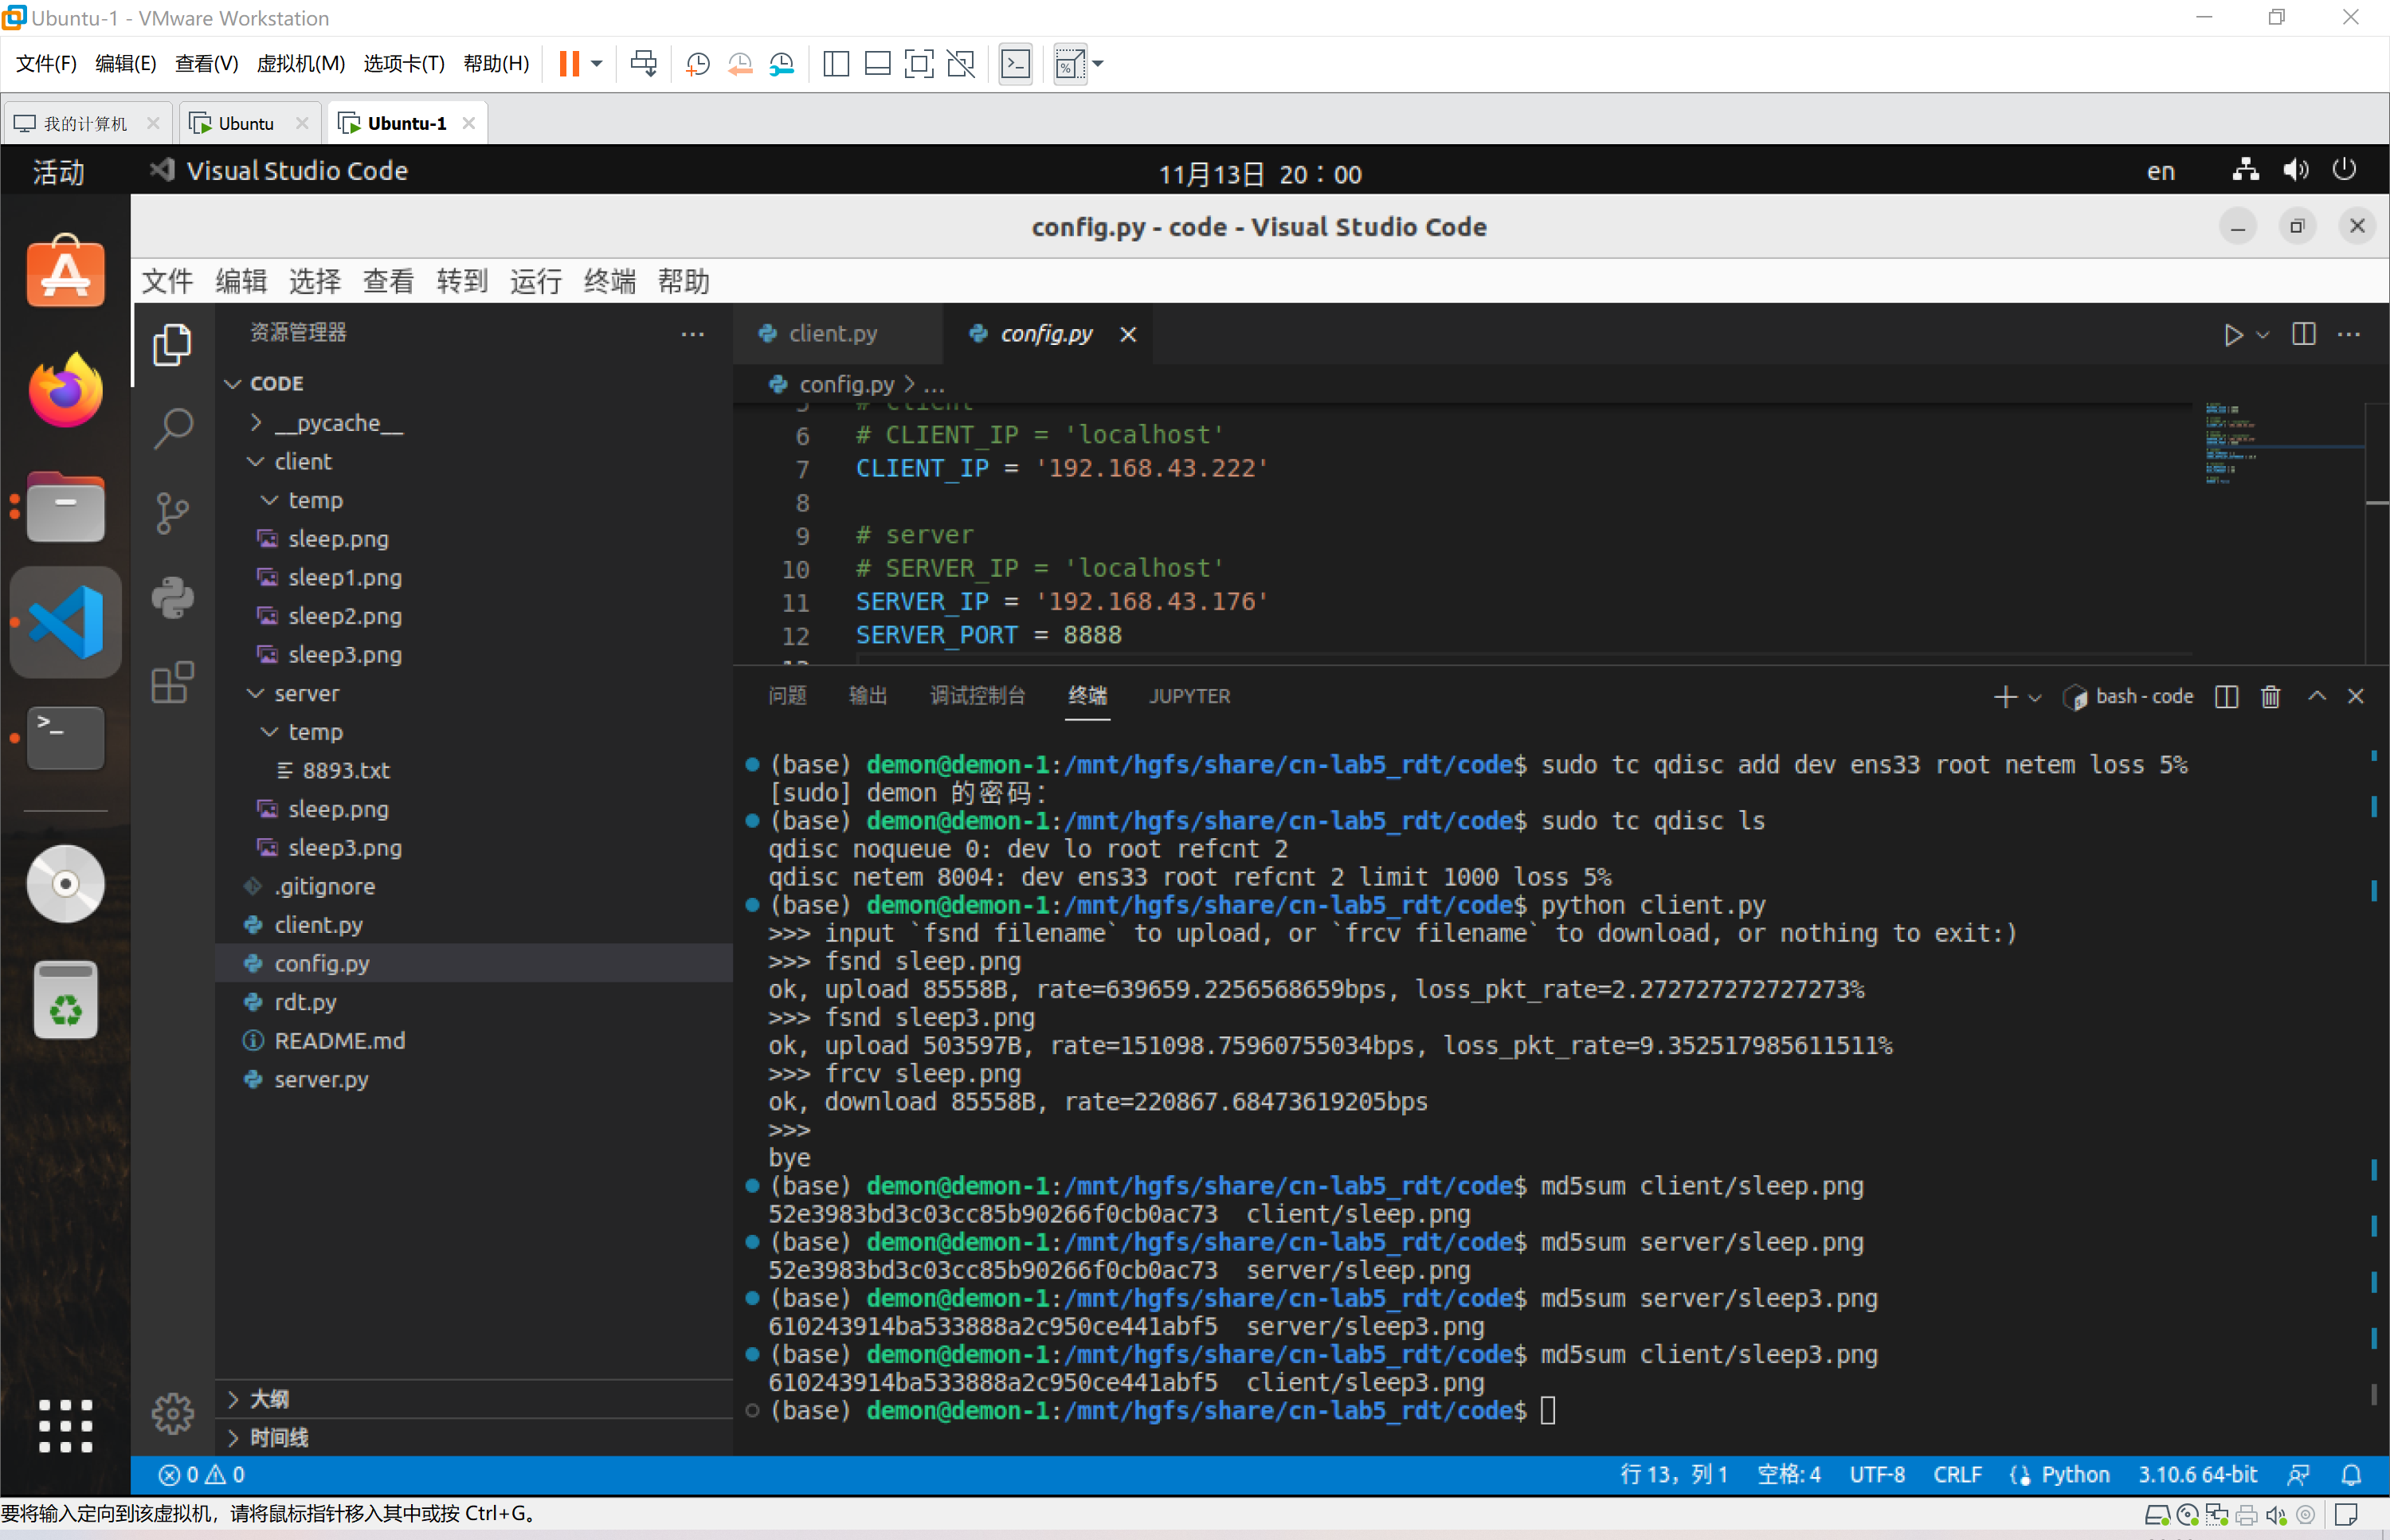 Ubuntu-1 - VMware Workstation
文件(F) 编辑(E) 查看(V) 虚拟机(M) 选项卡(T) 帮助(H)
我的计算机 Ubuntu Ubuntu-1
活动 Visual Studio Code 11月13日 20：00 en
config.py - code - Visual Studio Code
文件 编辑 选择 查看 转到 运行 终端 帮助
资源管理器
CODE
__pycache__
client
temp
sleep.png
sleep1.png
sleep2.png
sleep3.png
server
temp
8893.txt
sleep.png
sleep3.png
.gitignore
client.py
config.py
rdt.py
README.md
server.py
大纲
时间线
client.py config.py
config.py > ...
5 # client
6 # CLIENT_IP = 'localhost'
7 CLIENT_IP = '192.168.43.222'
8
9 # server
10 # SERVER_IP = 'localhost'
11 SERVER_IP = '192.168.43.176'
12 SERVER_PORT = 8888
13
问题 输出 调试控制台 终端 JUPYTER bash - code
(base) demon@demon-1:/mnt/hgfs/share/cn-lab5_rdt/code$ sudo tc qdisc add dev ens33 root netem loss 5%
[sudo] demon 的密码：
(base) demon@demon-1:/mnt/hgfs/share/cn-lab5_rdt/code$ sudo tc qdisc ls
qdisc noqueue 0: dev lo root refcnt 2
qdisc netem 8004: dev ens33 root refcnt 2 limit 1000 loss 5%
(base) demon@demon-1:/mnt/hgfs/share/cn-lab5_rdt/code$ python client.py
>>> input `fsnd filename` to upload, or `frcv filename` to download, or nothing to exit:)
>>> fsnd sleep.png
ok, upload 85558B, rate=639659.2256568659bps, loss_pkt_rate=2.272727272727273%
>>> fsnd sleep3.png
ok, upload 503597B, rate=151098.75960755034bps, loss_pkt_rate=9.352517985611511%
>>> frcv sleep.png
ok, download 85558B, rate=220867.68473619205bps
>>>
bye
(base) demon@demon-1:/mnt/hgfs/share/cn-lab5_rdt/code$ md5sum client/sleep.png
52e3983bd3c03cc85b90266f0cb0ac73  client/sleep.png
(base) demon@demon-1:/mnt/hgfs/share/cn-lab5_rdt/code$ md5sum server/sleep.png
52e3983bd3c03cc85b90266f0cb0ac73  server/sleep.png
(base) demon@demon-1:/mnt/hgfs/share/cn-lab5_rdt/code$ md5sum server/sleep3.png
610243914ba533888a2c950ce441abf5  server/sleep3.png
(base) demon@demon-1:/mnt/hgfs/share/cn-lab5_rdt/code$ md5sum client/sleep3.png
610243914ba533888a2c950ce441abf5  client/sleep3.png
(base) demon@demon-1:/mnt/hgfs/share/cn-lab5_rdt/code$
0 0 行 13，列 1 空格: 4 UTF-8 CRLF Python 3.10.6 64-bit
要将输入定向到该虚拟机，请将鼠标指针移入其中或按 Ctrl+G。